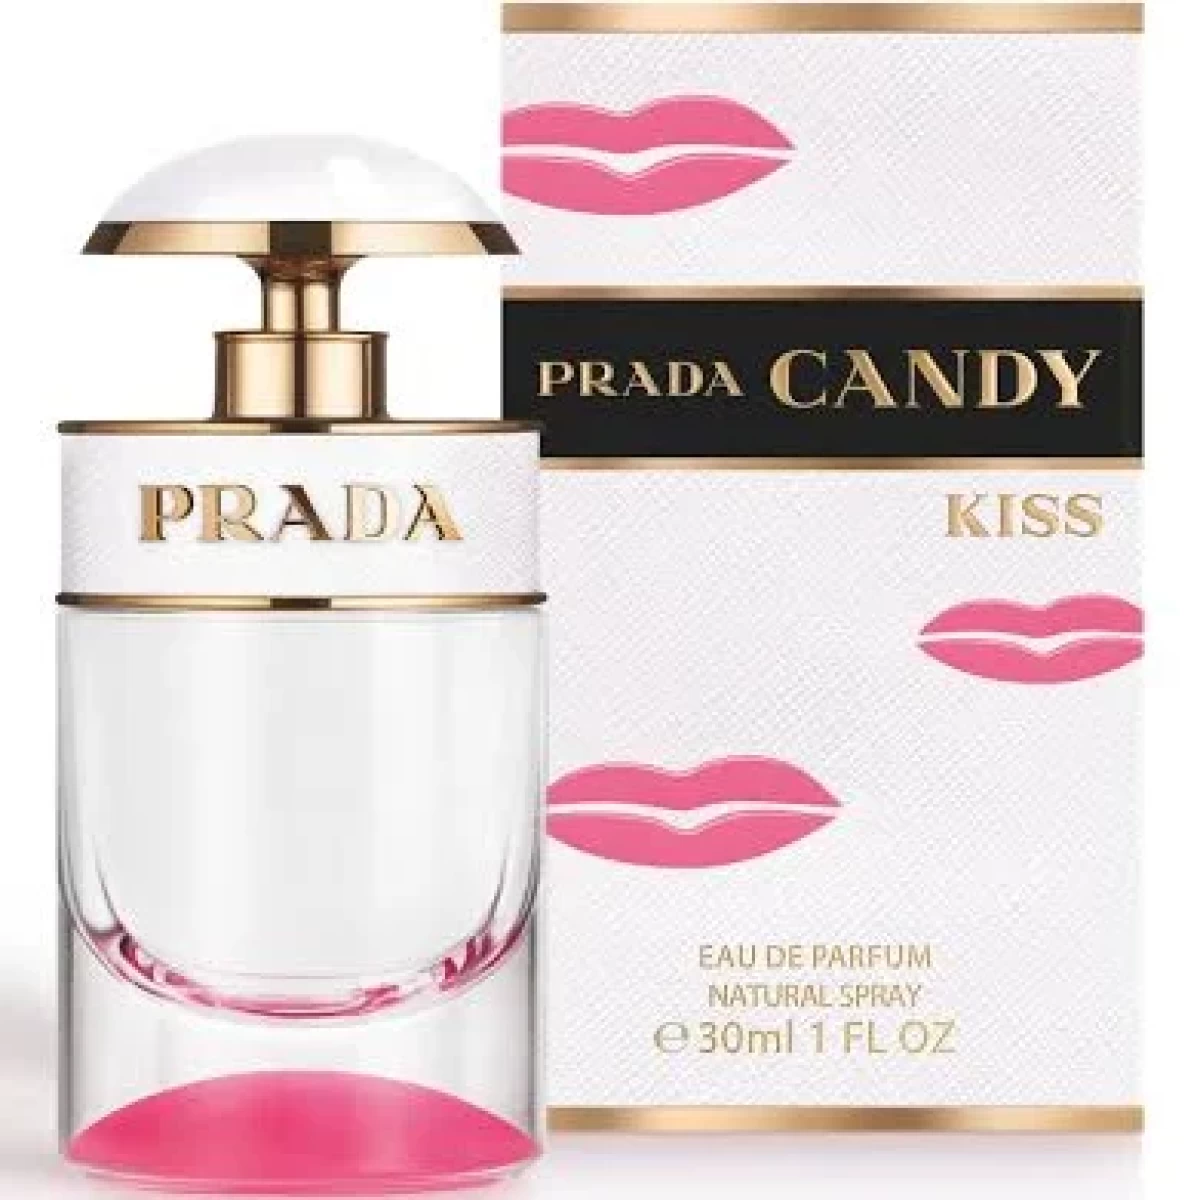 PRADA CANDY
PRADA
KISS
EAU DE PARFUM
NATURAL SPRAY
℮30ml 1 FL OZ